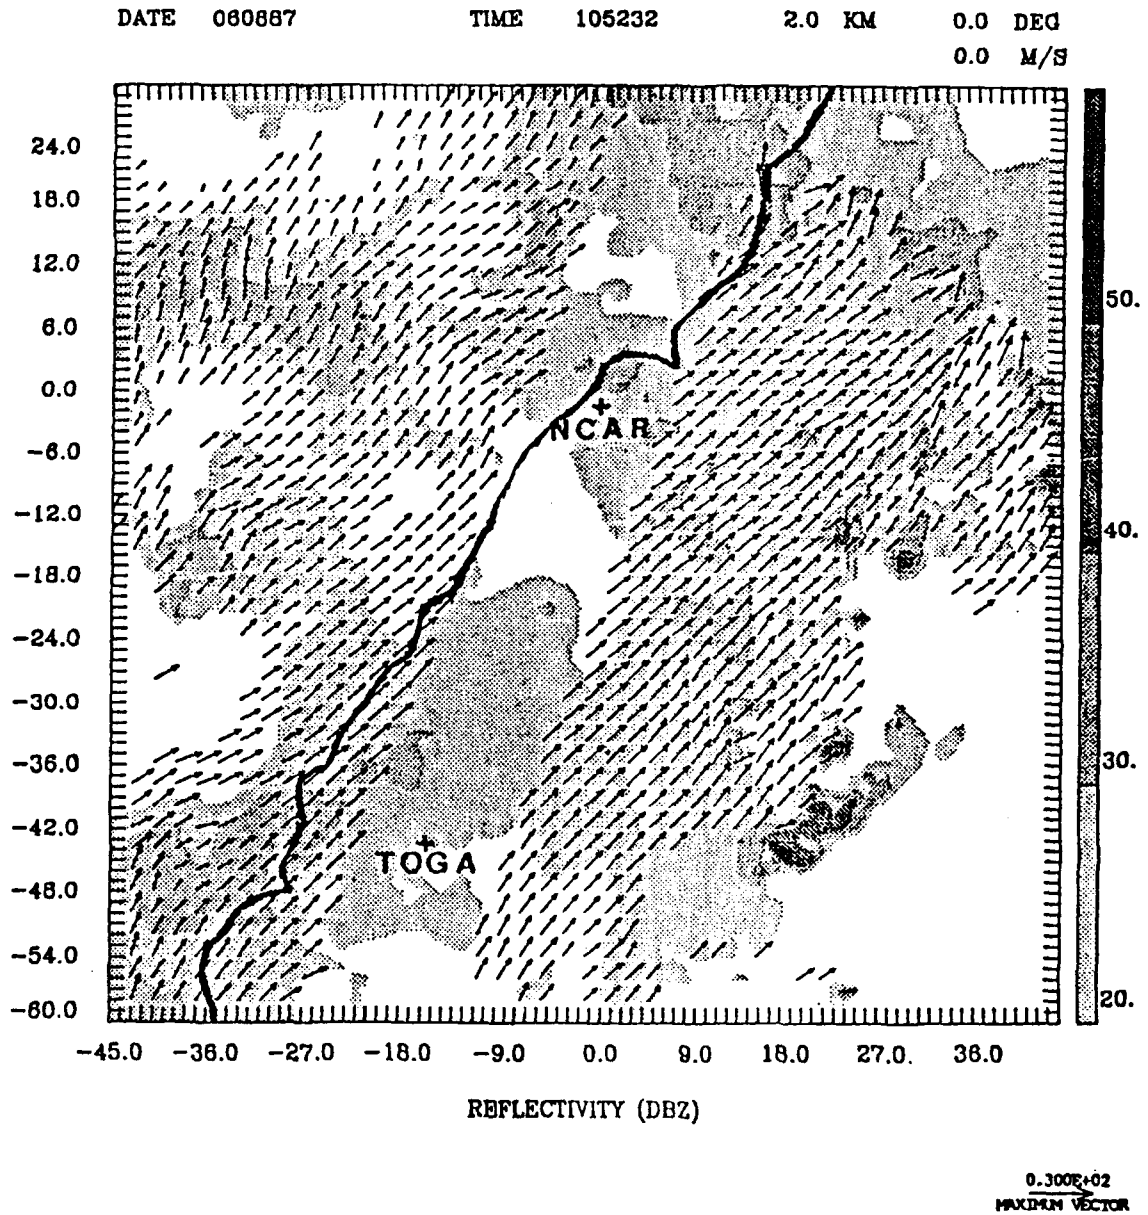 DATE 060887 TIME 105232 2.0 KM 0.0 DEG
0.0 M/S
24.0
18.0
12.0
6.0
0.0
-6.0
-12.0
-18.0
-24.0
-30.0
-36.0
-42.0
-48.0
-54.0
-60.0
NCAR
TOGA
50.
40.
30.
20.
-45.0 -36.0 -27.0 -18.0 -9.0 0.0 9.0 18.0 27.0. 36.0
REFLECTIVITY (DBZ)
0.300E+02
MAXIMUM VECTOR